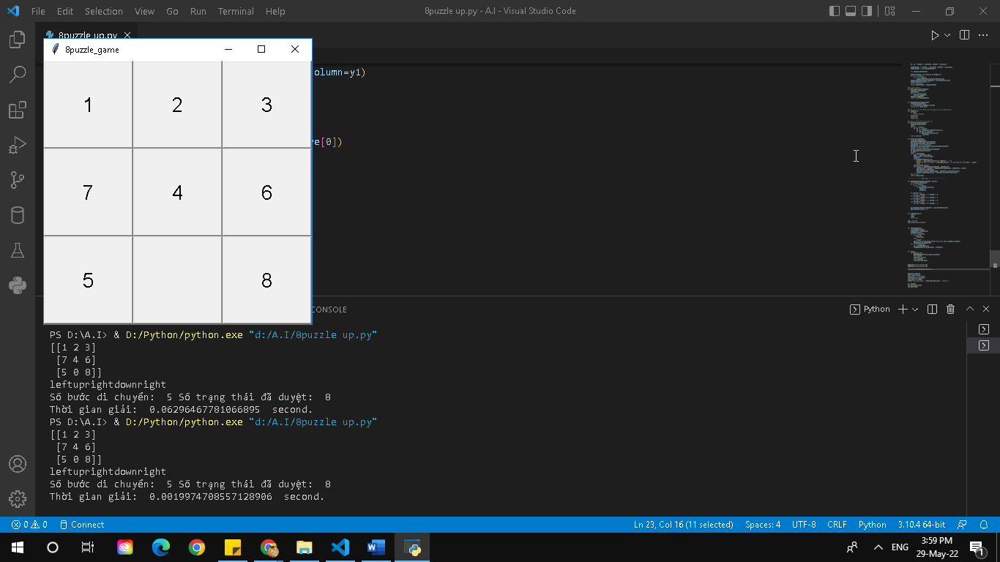 File Edit Selection View Go Run Terminal Help
8puzzle up.py - A.I - Visual Studio Code
8puzzle up.py
8puzzle_game
olumn=y1)
e[0])
1 2 3
7 4 6
5 8
CONSOLE
Python
PS D:\A.I> & D:/Python/python.exe "d:/A.I/8puzzle up.py"
[[1 2 3]
[7 4 6]
[5 0 8]]
leftuprightdownright
Số bước di chuyển: 5 Số trạng thái đã duyệt: 8
Thời gian giải: 0.06296467781066895 second.
PS D:\A.I> & D:/Python/python.exe "d:/A.I/8puzzle up.py"
[[1 2 3]
[7 4 6]
[5 0 8]]
leftuprightdownright
Số bước di chuyển: 5 Số trạng thái đã duyệt: 8
Thời gian giải: 0.0019974708557128906 second.
0 0 Connect
Ln 23, Col 16 (11 selected) Spaces: 4 UTF-8 CRLF Python 3.10.4 64-bit
ENG
3:59 PM
29-May-22
1